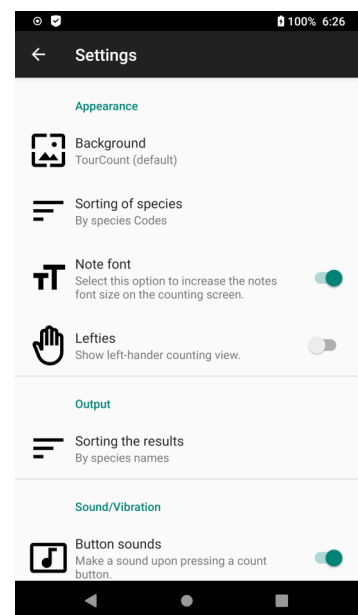 100% 6:26
Settings
Appearance
Background
TourCount (default)
Sorting of species
By species Codes
Note font
Select this option to increase the notes
font size on the counting screen.
Lefties
Show left-hander counting view.
Output
Sorting the results
By species names
Sound/Vibration
Button sounds
Make a sound upon pressing a count
button.